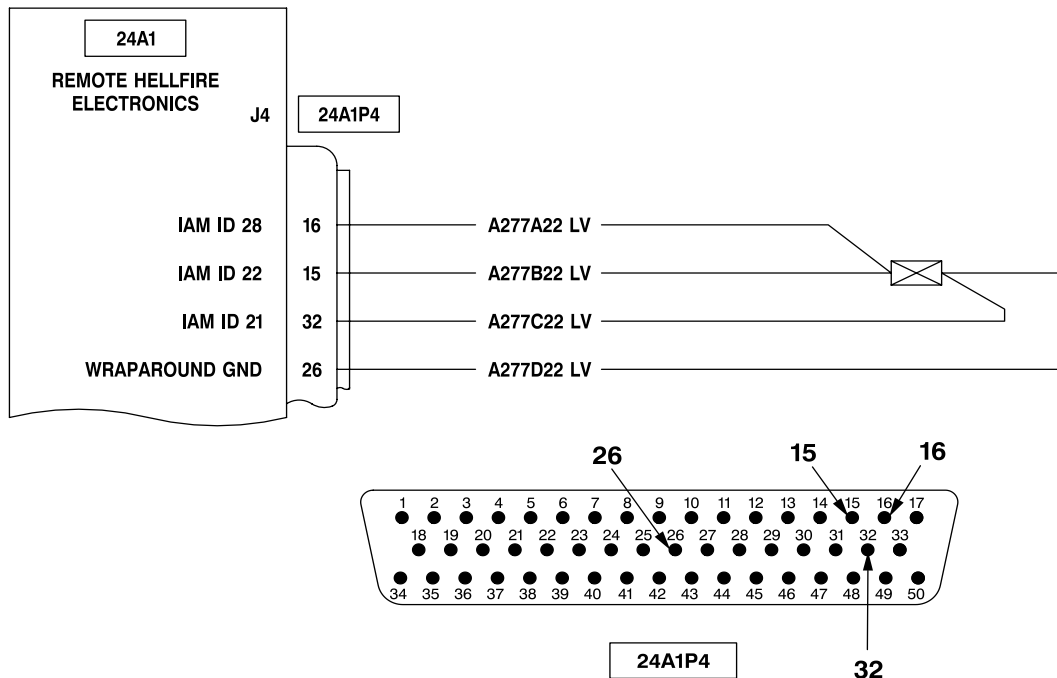 24A1
REMOTE HELLFIRE
ELECTRONICS
J4
24A1P4
IAM ID 28 16 A277A22 LV
IAM ID 22 15 A277B22 LV
IAM ID 21 32 A277C22 LV
WRAPAROUND GND 26 A277D22 LV
26 15 16
1 2 3 4 5 6 7 8 9 10 11 12 13 14 15 16 17
18 19 20 21 22 23 24 25 26 27 28 29 30 31 32 33
34 35 36 37 38 39 40 41 42 43 44 45 46 47 48 49 50
24A1P4
32